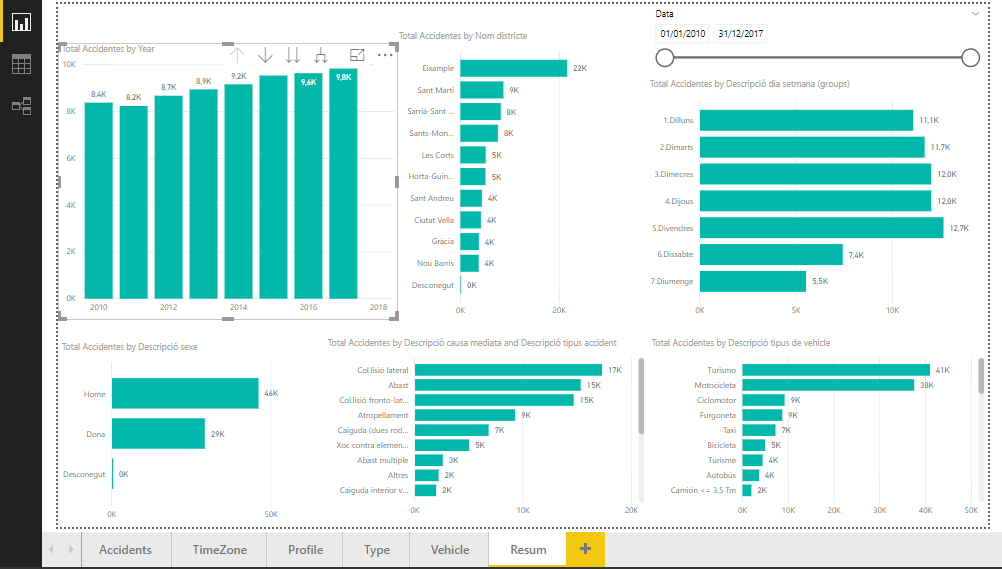 Total Accidentes by Year
10K
8K
6K
4K
2K
0K
8,4K
8,2K
8,7K
8,9K
9,2K
9,6K
9,8K
2010
2012
2014
2016
2018
Total Accidentes by Nom districte
Eixample
22K
Sant Martí
9K
Sarrià-Sant ...
8K
Sants-Mon...
8K
Les Corts
5K
Horta-Guin...
5K
Sant Andreu
4K
Ciutat Vella
4K
Gràcia
4K
Nou Barris
4K
Desconegut
0K
0K
20K
Data
01/01/2010
31/12/2017
Total Accidentes by Descripció dia setmana (groups)
1.Dilluns
11,1K
2.Dimarts
11,7K
3.Dimecres
12,0K
4.Dijous
12,0K
5.Divendres
12,7K
6.Dissabte
7,4K
7.Diumenge
5,5K
0K
5K
10K
Total Accidentes by Descripció sexe
Home
46K
Dona
29K
Desconegut
0K
0K
50K
Total Accidentes by Descripció causa mediata and Descripció tipus accident
Col.lisió lateral
17K
Abast
15K
Col.lisió fronto-lat...
15K
Atropellament
9K
Caiguda (dues rod...
7K
Xoc contra elemen...
5K
Abast multiple
3K
Altres
2K
Caiguda interior v...
2K
0K
10K
20K
Total Accidentes by Descripció tipus de vehicle
Turismo
41K
Motocicleta
38K
Ciclomotor
9K
Furgoneta
9K
Taxi
7K
Bicicleta
5K
Turisme
4K
Autobús
4K
Camión <= 3,5 Tm
2K
0K
10K
20K
30K
40K
50K
Accidents
TimeZone
Profile
Type
Vehicle
Resum
+